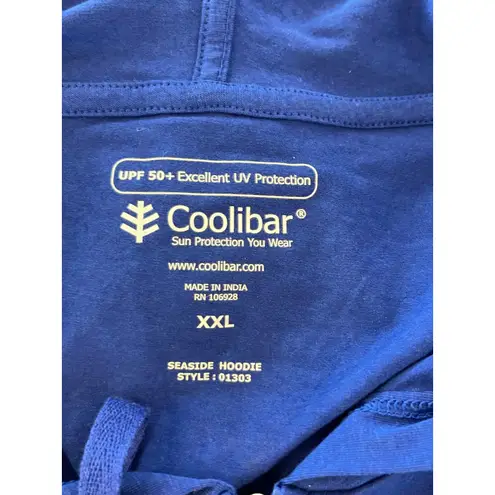 UPF 50+ Excellent UV Protection
Coolibar®
Sun Protection You Wear
www.coolibar.com
MADE IN INDIA
RN 106928
XXL
SEASIDE HOODIE
STYLE : 01303